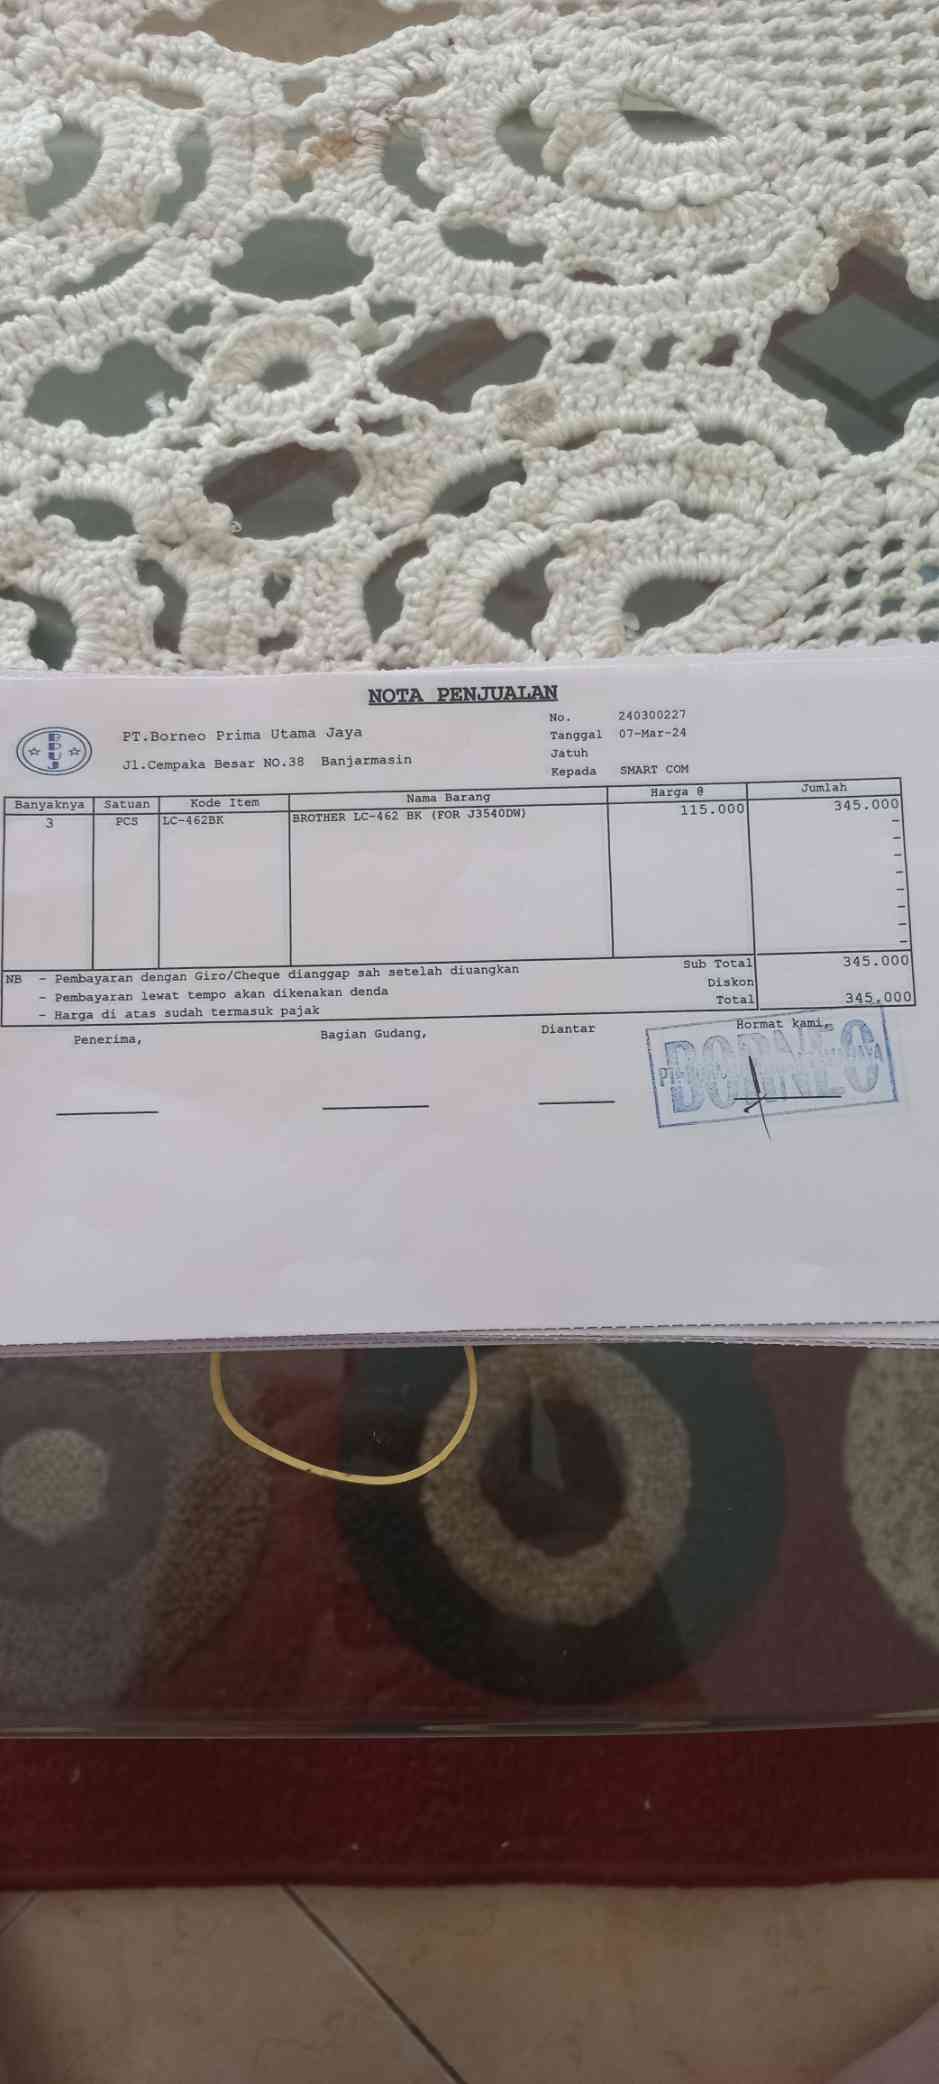 NOTA PENJUALAN
BPUJ
PT.Borneo Prima Utama Jaya
Jl.Cempaka Besar NO.38 Banjarmasin
No. 240300227
Tanggal 07-Mar-24
Jatuh
Kepada SMART COM
Banyaknya Satuan Kode Item Nama Barang Harga @ Jumlah
3 PCS LC-462BK BROTHER LC-462 BK (FOR J3540DW) 115.000 345.000
-
-
-
-
-
-
-
-
NB - Pembayaran dengan Giro/Cheque dianggap sah setelah diuangkan Sub Total 345.000
- Pembayaran lewat tempo akan dikenakan denda Diskon
- Harga di atas sudah termasuk pajak Total 345.000
Penerima, Bagian Gudang, Diantar Hormat kami,
BORNEO